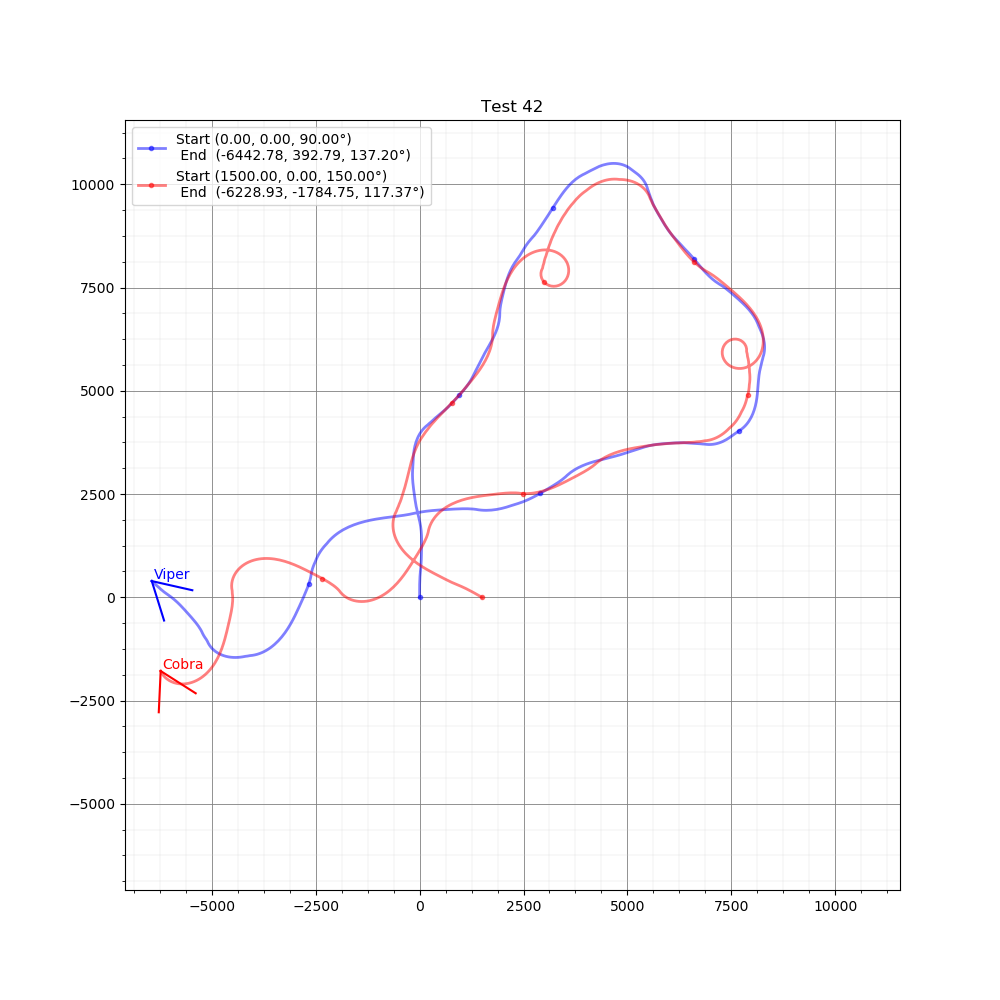 Test 42
Start (0.00, 0.00, 90.00°)
End (-6442.78, 392.79, 137.20°)
Start (1500.00, 0.00, 150.00°)
End (-6228.93, -1784.75, 117.37°)
10000
7500
5000
2500
0
−2500
−5000
Viper
Cobra
−5000 −2500 0 2500 5000 7500 10000